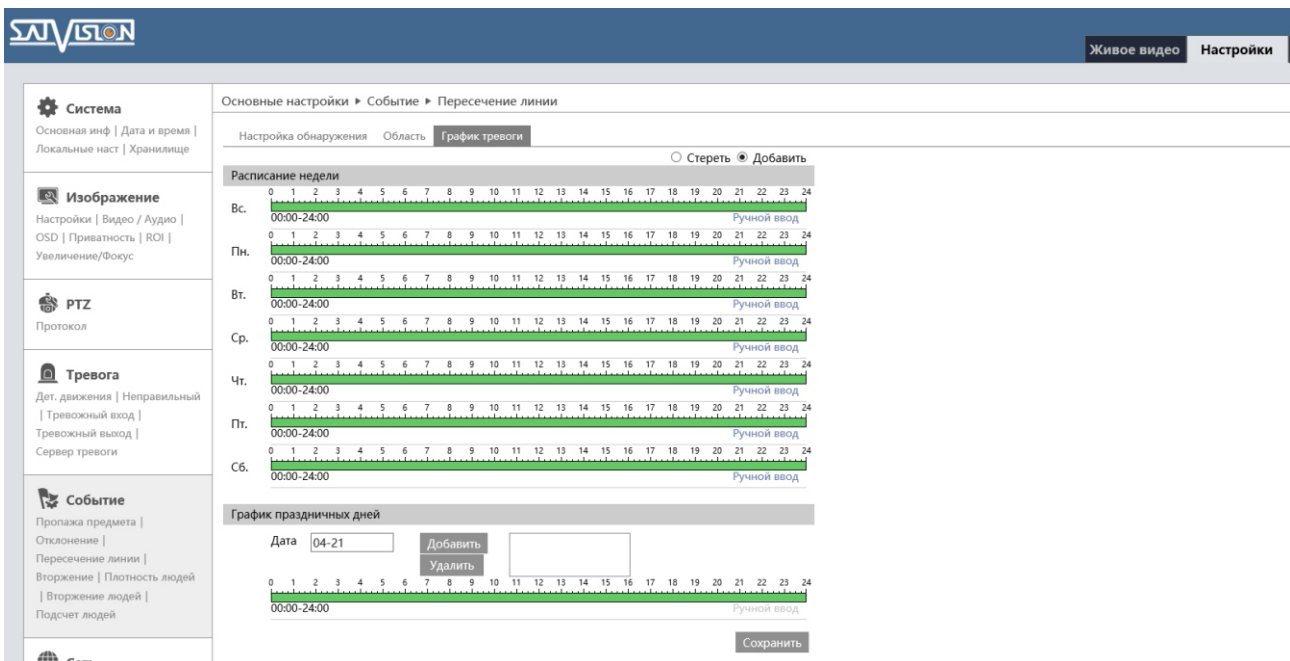 SATVISION
Живое видео Настройки
Система
Основная инф | Дата и время |
Локальные наст | Хранилище
Изображение
Настройки | Видео / Аудио |
OSD | Приватность | ROI |
Увеличение/Фокус
PTZ
Протокол
Тревога
Дет. движения | Неправильный
| Тревожный вход |
Тревожный выход |
Сервер тревоги
Событие
Пропажа предмета |
Отклонение |
Пересечение линии |
Вторжение | Плотность людей
| Вторжение людей |
Подсчет людей
Основные настройки ▸ Событие ▸ Пересечение линии
Настройка обнаружения Область График тревоги
Стереть Добавить
Расписание недели
0 1 2 3 4 5 6 7 8 9 10 11 12 13 14 15 16 17 18 19 20 21 22 23 24
Вс.
00:00-24:00 Ручной ввод
0 1 2 3 4 5 6 7 8 9 10 11 12 13 14 15 16 17 18 19 20 21 22 23 24
Пн.
00:00-24:00 Ручной ввод
0 1 2 3 4 5 6 7 8 9 10 11 12 13 14 15 16 17 18 19 20 21 22 23 24
Вт.
00:00-24:00 Ручной ввод
0 1 2 3 4 5 6 7 8 9 10 11 12 13 14 15 16 17 18 19 20 21 22 23 24
Ср.
00:00-24:00 Ручной ввод
0 1 2 3 4 5 6 7 8 9 10 11 12 13 14 15 16 17 18 19 20 21 22 23 24
Чт.
00:00-24:00 Ручной ввод
0 1 2 3 4 5 6 7 8 9 10 11 12 13 14 15 16 17 18 19 20 21 22 23 24
Пт.
00:00-24:00 Ручной ввод
0 1 2 3 4 5 6 7 8 9 10 11 12 13 14 15 16 17 18 19 20 21 22 23 24
Сб.
00:00-24:00 Ручной ввод
График праздничных дней
Дата 04-21 Добавить
Удалить
0 1 2 3 4 5 6 7 8 9 10 11 12 13 14 15 16 17 18 19 20 21 22 23 24
00:00-24:00 Ручной ввод
Сохранить